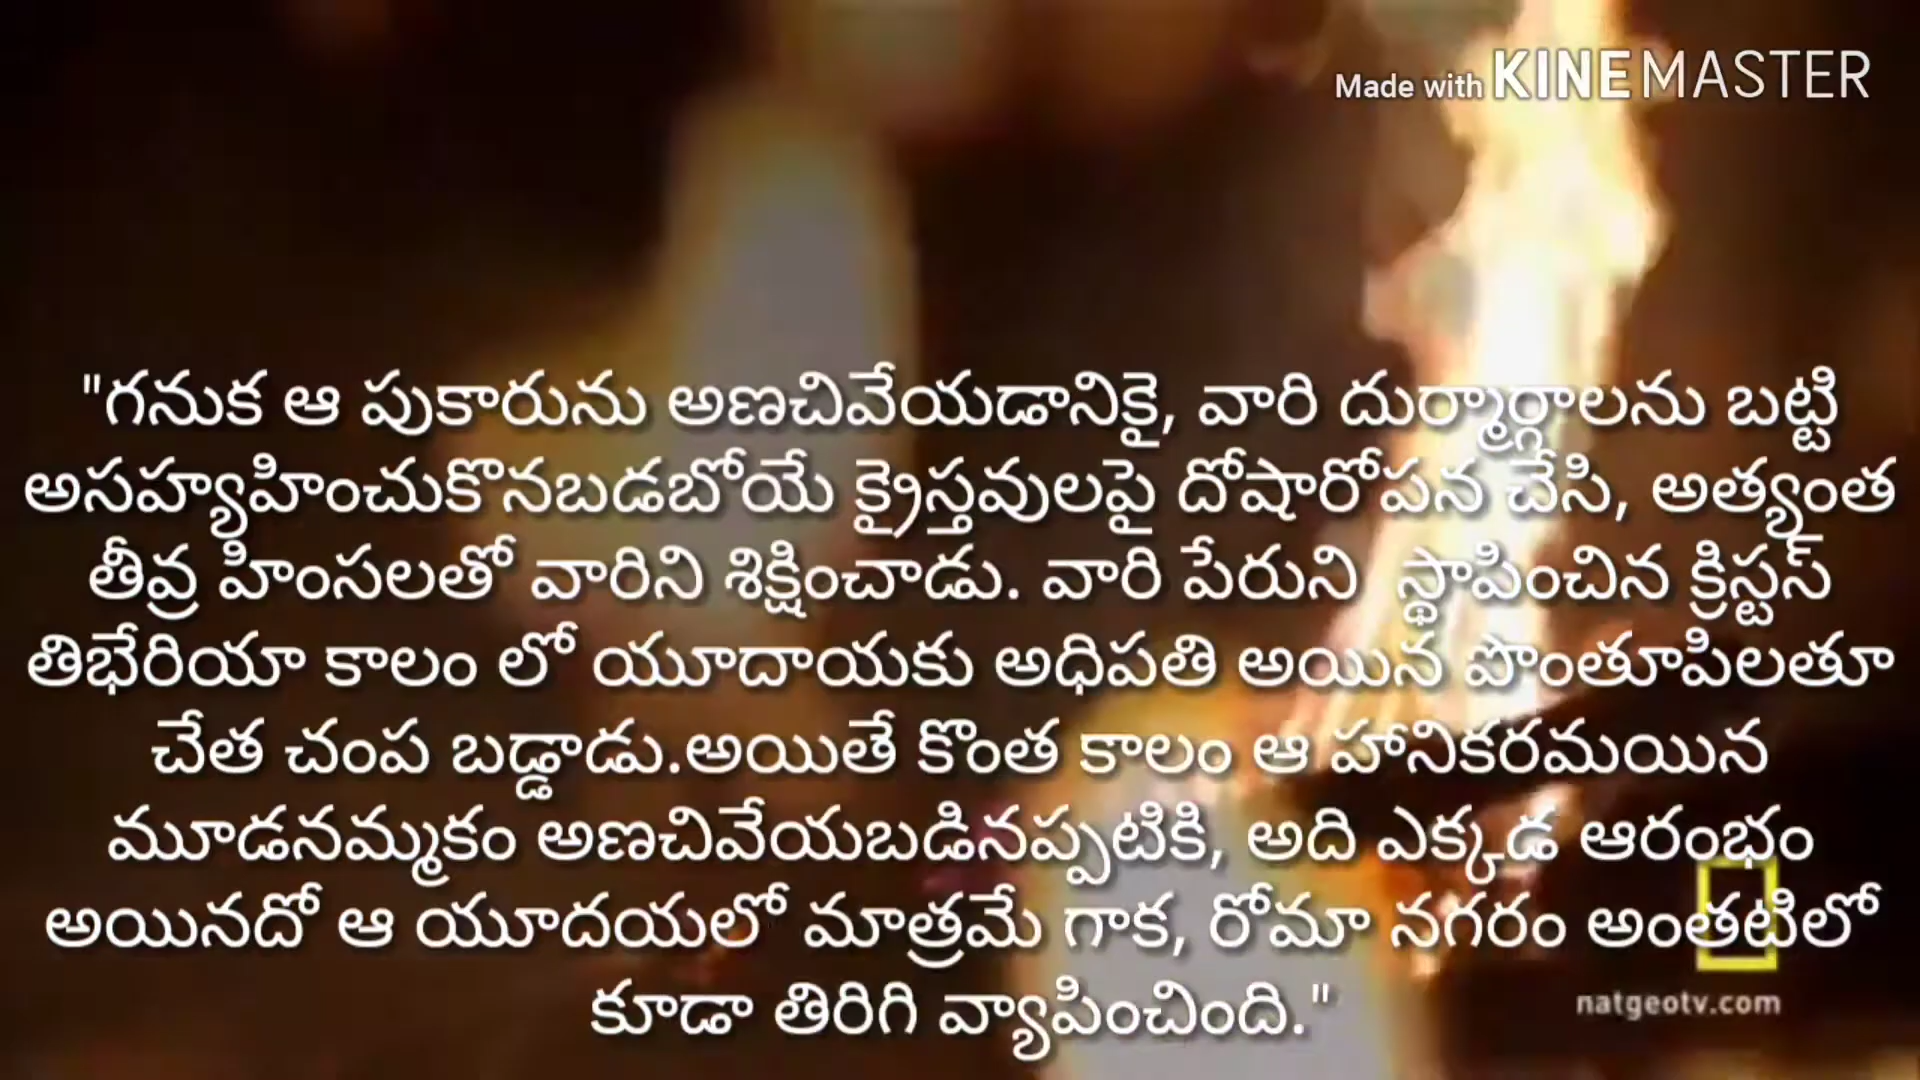 Made with KINEMASTER
"గనుక ఆ పుకారును అణచివేయడానికై, వారి దుర్మార్గాలను బట్టి
అసహ్యహించుకొనబడబోయే క్రైస్తవులపై దోషారోపన చేసి, అత్యంత
తీవ్ర హింసలతో వారిని శిక్షించాడు. వారి పేరుని స్థాపించిన క్రిస్టస్
తిభేరియా కాలం లో యూదాయకు అధిపతి అయిన పొంతూపిలతూ
చేత చంప బడ్డాడు.అయితే కొంత కాలం ఆ హానికరమయిన
మూడనమ్మకం అణచివేయబడినప్పటికి, అది ఎక్కడ ఆరంభం
అయినదో ఆ యూదయలో మాత్రమే గాక, రోమా నగరం అంతటిలో
కూడా తిరిగి వ్యాపించింది."
natgeotv.com